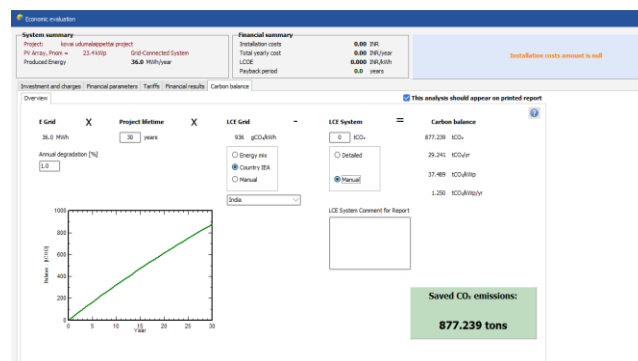 Economic evaluation
System summary
Project: kovai udumalaippettai project
PV Array, Pnom = 23.4 kWp Grid-Connected System
Produced Energy 36.0 MWh/year
Financial summary
Installation costs 0.00 INR
Total yearly cost 0.00 INR/year
LCOE 0.000 INR/kWh
Payback period 0.0 years
Installation costs amount is null
Investment and charges Financial parameters Tariffs Financial results Carbon balance
Overview
This analysis should appear on printed report
E Grid X Project lifetime X LCE Grid - LCE System = Carbon balance
36.0 MWh 30 years 936 gCO₂/kWh 0 tCO₂ 877.239 tCO₂
Annual degradation [%]
1.0
Energy mix
Country IEA
Manual
India
Detailed
Manual
29.241 tCO₂/yr
37.489 tCO₂/kWp
1.250 tCO₂/kWp/yr
LCE System Comment for Report
1000
800
600
400
200
0
0 5 10 15 20 25 30
Year
Saved CO₂ emissions:
877.239 tons